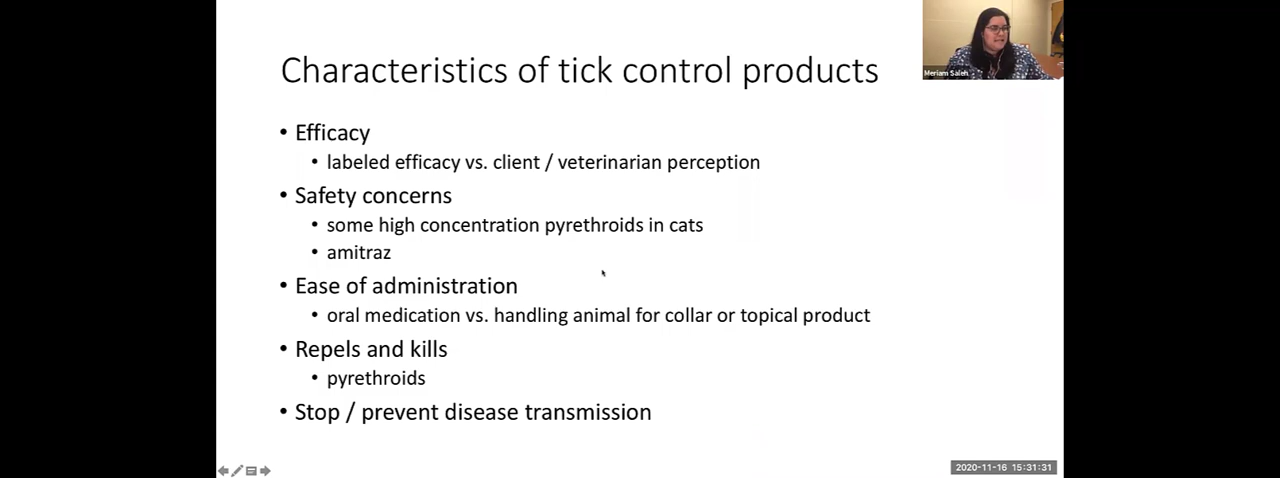 Characteristics of tick control products
Meriam Saleh
• Efficacy
• labeled efficacy vs. client / veterinarian perception
• Safety concerns
• some high concentration pyrethroids in cats
• amitraz
• Ease of administration
• oral medication vs. handling animal for collar or topical product
• Repels and kills
• pyrethroids
• Stop / prevent disease transmission
2020-11-16 15:31:31